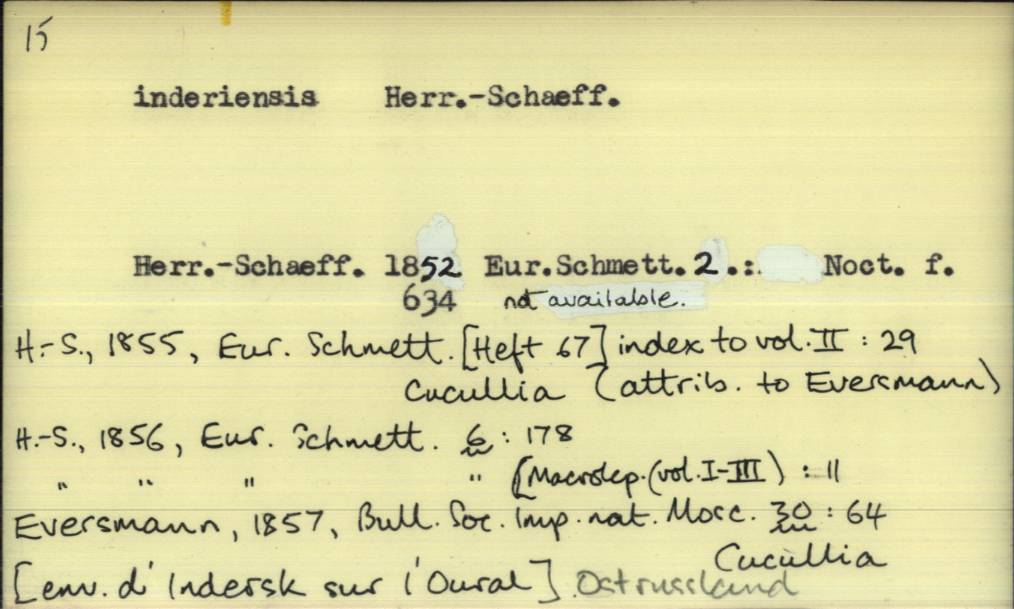 15
inderiensis Herr.-Schaeff.
Herr.-Schaeff. 1852 Eur.Schmett.2.: Noct. f.
634 not available.
H.-S., 1855, Eur. Schmett. [Heft 67] index to vol. II : 29
Cucullia (attrib. to Eversmann)
H.-S., 1856, Eur. Schmett. 6 : 178
" " " " [Macrolep. (vol. I-III) : 11
Eversmann, 1857, Bull. Soc. Imp. nat. Mosc. 30 : 64
Cucullia
[env. d'Indersk sur l'Oural] Ostrussland